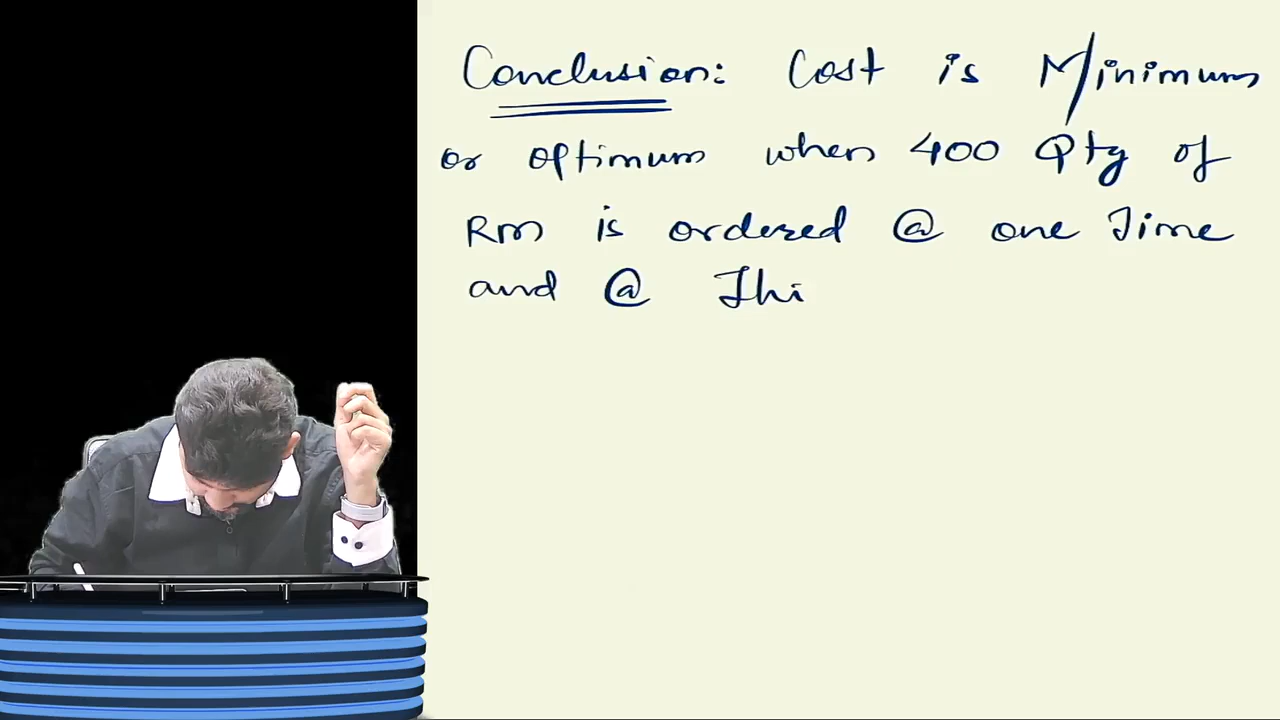 Conclusion: Cost is Minimum
or optimum when 400 Qty of
Rm is ordered @ one Time
and @ Thi